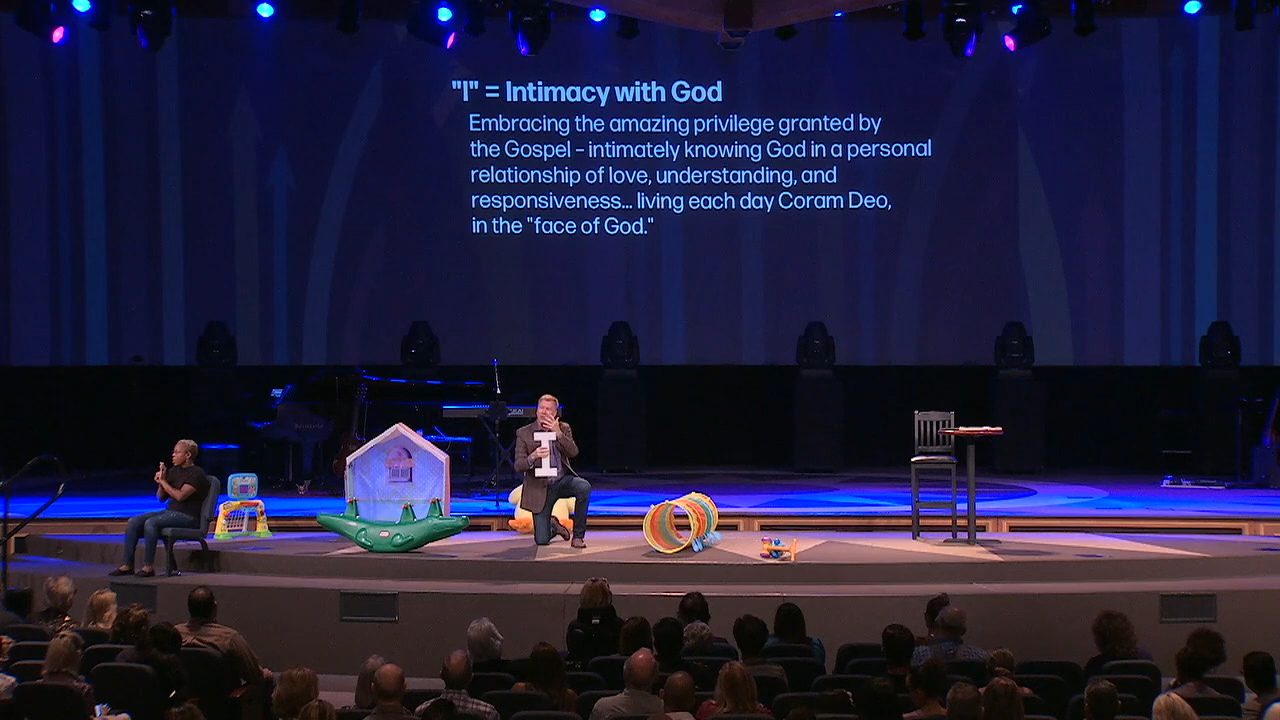 "I" = Intimacy with God
Embracing the amazing privilege granted by
the Gospel – intimately knowing God in a personal
relationship of love, understanding, and
responsiveness... living each day Coram Deo,
in the "face of God."
I